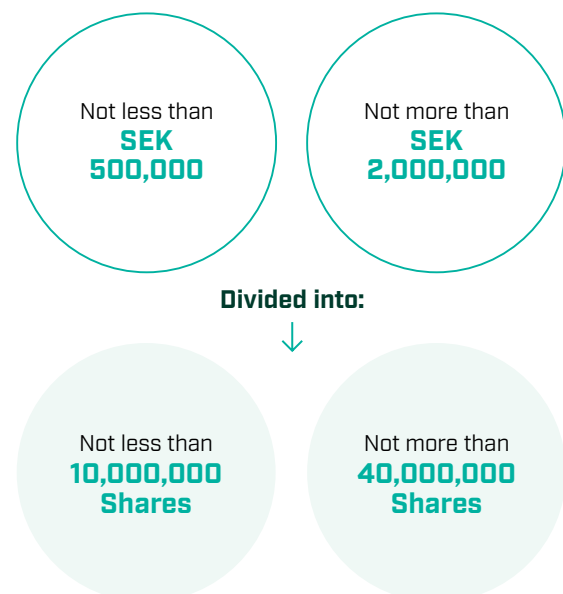 Not less than
SEK
500,000
Not more than
SEK
2,000,000
Divided into:
Not less than
10,000,000
Shares
Not more than
40,000,000
Shares